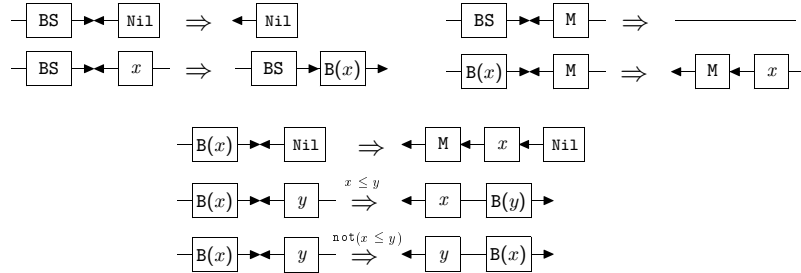 BS Nil ⇒ Nil BS M ⇒
BS x ⇒ BS B(x) B(x) M ⇒ M x
B(x) Nil ⇒ M x Nil
x ≤ y
B(x) y ⇒ x B(y)
not(x ≤ y)
B(x) y ⇒ y B(x)